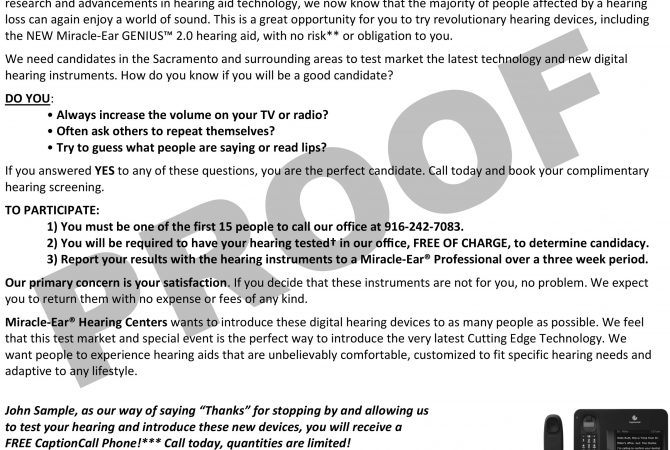 research and advancements in hearing aid technology, we now know that the majority of people affected by a hearing
loss can again enjoy a world of sound. This is a great opportunity for you to try revolutionary hearing devices, including
the NEW Miracle-Ear GENIUS™ 2.0 hearing aid, with no risk** or obligation to you.
We need candidates in the Sacramento and surrounding areas to test market the latest technology and new digital
hearing instruments. How do you know if you will be a good candidate?
DO YOU:
• Always increase the volume on your TV or radio?
• Often ask others to repeat themselves?
• Try to guess what people are saying or read lips?
If you answered YES to any of these questions, you are the perfect candidate. Call today and book your complimentary
hearing screening.
TO PARTICIPATE:
1) You must be one of the first 15 people to call our office at 916-242-7083.
2) You will be required to have your hearing tested† in our office, FREE OF CHARGE, to determine candidacy.
3) Report your results with the hearing instruments to a Miracle-Ear® Professional over a three week period.
Our primary concern is your satisfaction. If you decide that these instruments are not for you, no problem. We expect
you to return them with no expense or fees of any kind.
Miracle-Ear® Hearing Centers wants to introduce these digital hearing devices to as many people as possible. We feel
that this test market and special event is the perfect way to introduce the very latest Cutting Edge Technology. We
want people to experience hearing aids that are unbelievably comfortable, customized to fit specific hearing needs and
adaptive to any lifestyle.
John Sample, as our way of saying “Thanks” for stopping by and allowing us
to test your hearing and introduce these new devices, you will receive a
FREE CaptionCall Phone!*** Call today, quantities are limited!
PROOF